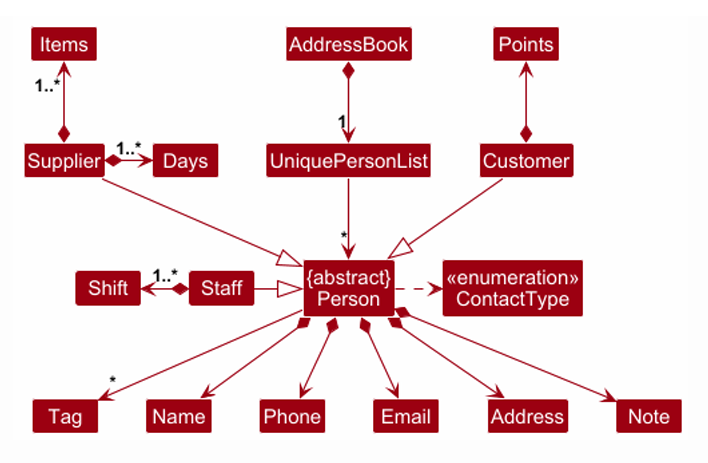 Items
AddressBook
Points
1..*
1
1..*
Supplier
Days
UniquePersonList
Customer
*
1..*
Shift
Staff
{abstract}
Person
«enumeration»
ContactType
*
Tag
Name
Phone
Email
Address
Note